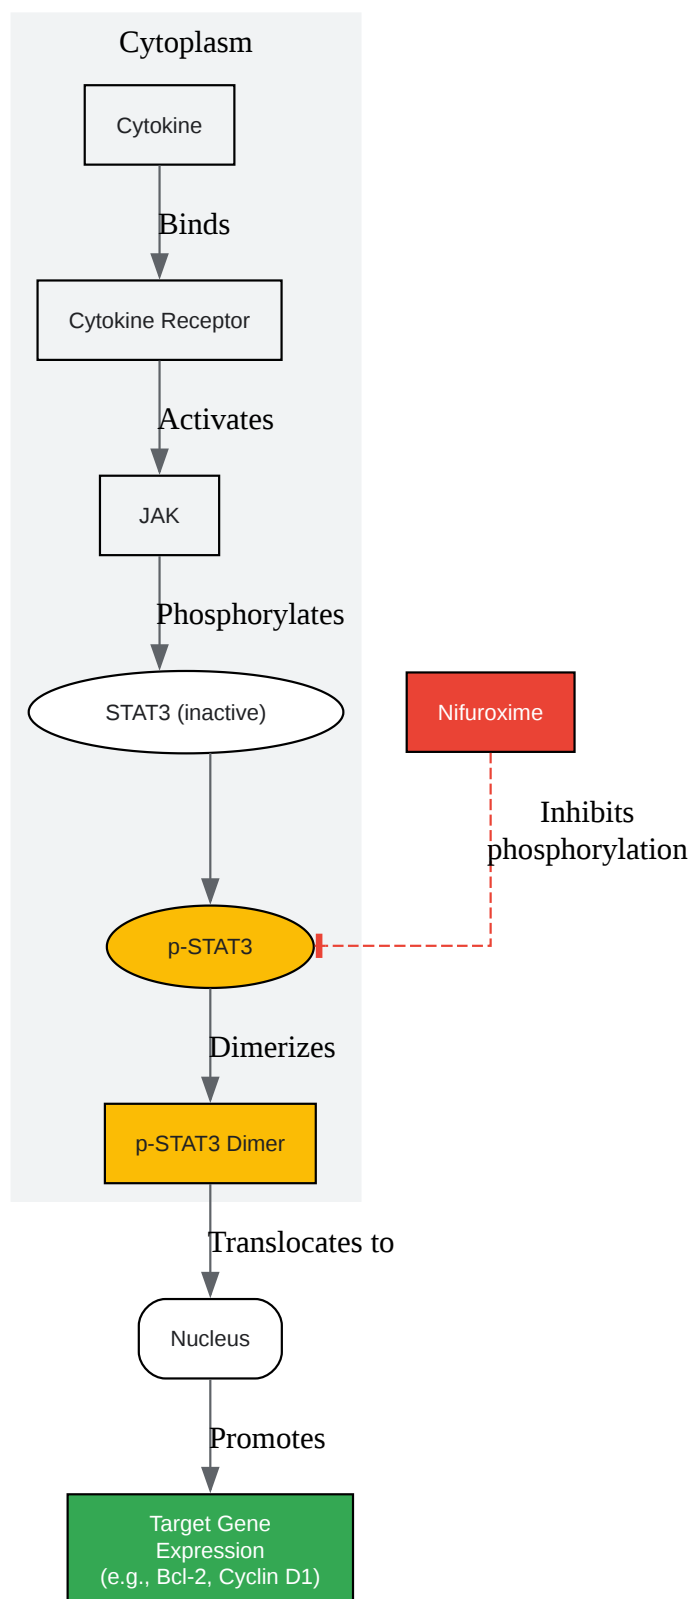 Cytoplasm
Cytokine
Binds
Cytokine Receptor
Activates
JAK
Phosphorylates
STAT3 (inactive)
Nifuroxime
Inhibits
phosphorylation
p-STAT3
Dimerizes
p-STAT3 Dimer
Translocates to
Nucleus
Promotes
Target Gene
Expression
(e.g., Bcl-2, Cyclin D1)